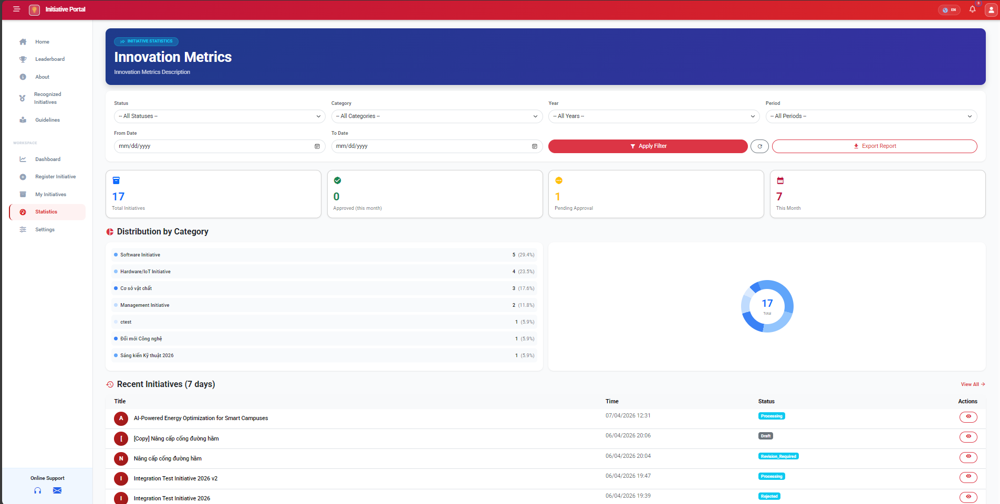 Initiative Portal
EN
3
Home
Leaderboard
About
Recognized
Initiatives
Guidelines
WORKSPACE
Dashboard
Register Initiative
My Initiatives
Statistics
Settings
Online Support
INITIATIVE STATISTICS
Innovation Metrics
Innovation Metrics Description
Status
Category
Year
Period
-- All Statuses --
-- All Categories --
-- All Years --
-- All Periods --
From Date
To Date
mm/dd/yyyy
mm/dd/yyyy
Apply Filter
Export Report
17
Total Initiatives
0
Approved (this month)
1
Pending Approval
7
This Month
Distribution by Category
Software Initiative 5 (29.4%)
Hardware/IoT Initiative 4 (23.5%)
Cơ sở vật chất 3 (17.6%)
Management Initiative 2 (11.8%)
ctest 1 (5.9%)
Đổi mới Công nghệ 1 (5.9%)
Sáng kiến Kỹ thuật 2026 1 (5.9%)
17
Total
Recent Initiatives (7 days)
View All
Title Time Status Actions
A AI-Powered Energy Optimization for Smart Campuses 07/04/2026 12:31 Processing
[ [Copy] Nâng cấp cống đường hầm 06/04/2026 20:06 Draft
N Nâng cấp cống đường hầm 06/04/2026 20:04 Revision_Required
I Integration Test Initiative 2026 v2 06/04/2026 19:47 Processing
I Integration Test Initiative 2026 06/04/2026 19:39 Rejected